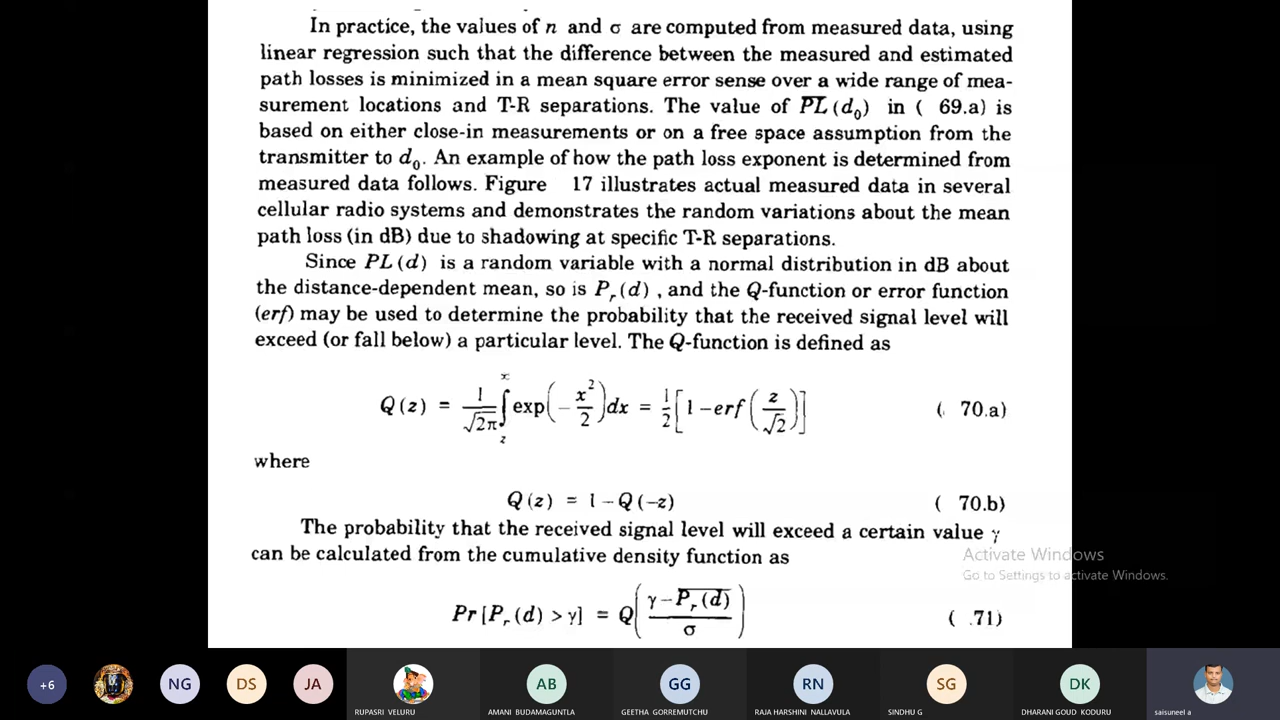 In practice, the values of n and σ are computed from measured data, using
linear regression such that the difference between the measured and estimated
path losses is minimized in a mean square error sense over a wide range of mea-
surement locations and T-R separations. The value of P̅L̅(d₀) in ( 69.a) is
based on either close-in measurements or on a free space assumption from the
transmitter to d₀. An example of how the path loss exponent is determined from
measured data follows. Figure 17 illustrates actual measured data in several
cellular radio systems and demonstrates the random variations about the mean
path loss (in dB) due to shadowing at specific T-R separations.
Since PL(d) is a random variable with a normal distribution in dB about
the distance-dependent mean, so is Pᵣ(d), and the Q-function or error function
(erf) may be used to determine the probability that the received signal level will
exceed (or fall below) a particular level. The Q-function is defined as
Q(z) = 1/√2π ∫_z^x exp(-x²/2)dx = 1/2[1-erf(z/√2)] ( 70.a)
where
Q(z) = 1-Q(-z) ( 70.b)
The probability that the received signal level will exceed a certain value γ
can be calculated from the cumulative density function as
Activate Windows
Go to Settings to activate Windows.
Pr[Pᵣ(d) > γ] = Q((γ-P̅ᵣ̅(̅d̅)̅)/σ) ( .71)
+6 NG DS JA AB GG RN SG DK
RUPASRI VELURU AMANI BUDAMAGUNTLA GEETHA GORREMUTCHU RAJA HARSHINI NALLAVULA SINDHU G DHARANI GOUD KODURU saisuneel a